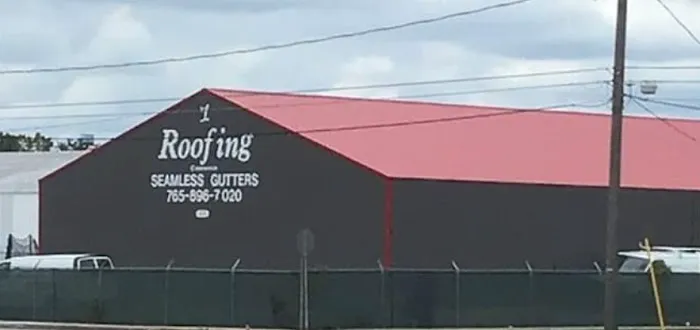 1
Roofing
SEAMLESS GUTTERS
765-896-7020